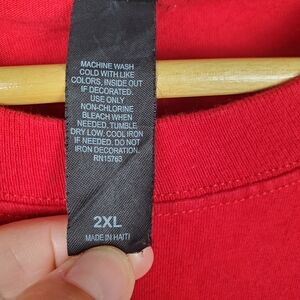 MACHINE WASH
COLD WITH LIKE
COLORS, INSIDE OUT
IF DECORATED.
USE ONLY
NON-CHLORINE
BLEACH WHEN
NEEDED. TUMBLE
DRY LOW. COOL IRON
IF NEEDED. DO NOT
IRON DECORATION.
RN15763
2XL
MADE IN HAITI